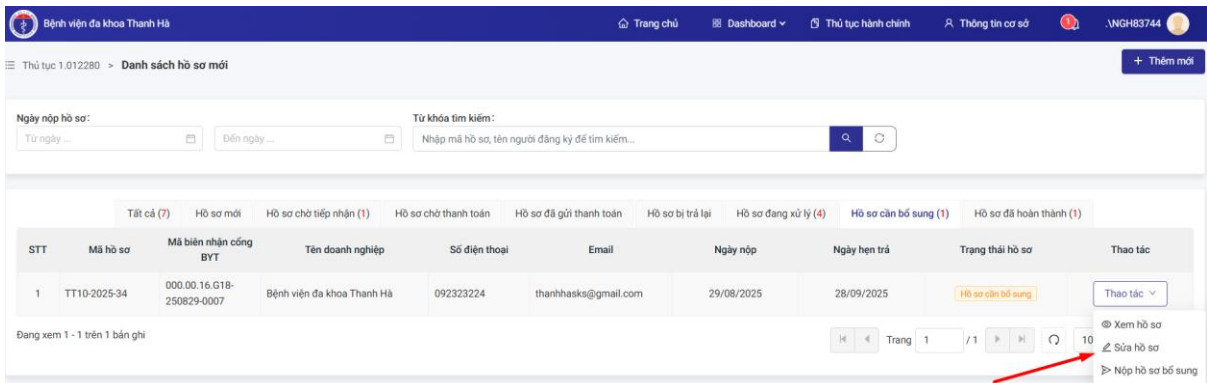 Bệnh viện đa khoa Thanh Hà
Trang chủ
Dashboard
Thủ tục hành chính
Thông tin cơ sở
1
.\NGH83744
Thủ tục 1.012280 > Danh sách hồ sơ mới
+ Thêm mới
Ngày nộp hồ sơ:
Từ khóa tìm kiếm:
Từ ngày ...
Đến ngày ...
Nhập mã hồ sơ, tên người đăng ký để tìm kiếm...
Tất cả (7)
Hồ sơ mới
Hồ sơ chờ tiếp nhận (1)
Hồ sơ chờ thanh toán
Hồ sơ đã gửi thanh toán
Hồ sơ bị trả lại
Hồ sơ đang xử lý (4)
Hồ sơ cần bổ sung (1)
Hồ sơ đã hoàn thành (1)
STT
Mã hồ sơ
Mã biên nhận cổng
BYT
Tên doanh nghiệp
Số điện thoại
Email
Ngày nộp
Ngày hẹn trả
Trạng thái hồ sơ
Thao tác
1
TT10-2025-34
000.00.16.G18-
250829-0007
Bệnh viện đa khoa Thanh Hà
092323224
thanhhasks@gmail.com
29/08/2025
28/09/2025
Hồ sơ cần bổ sung
Thao tác
Đang xem 1 - 1 trên 1 bản ghi
Trang 1 / 1
10
Xem hồ sơ
Sửa hồ sơ
Nộp hồ sơ bổ sung